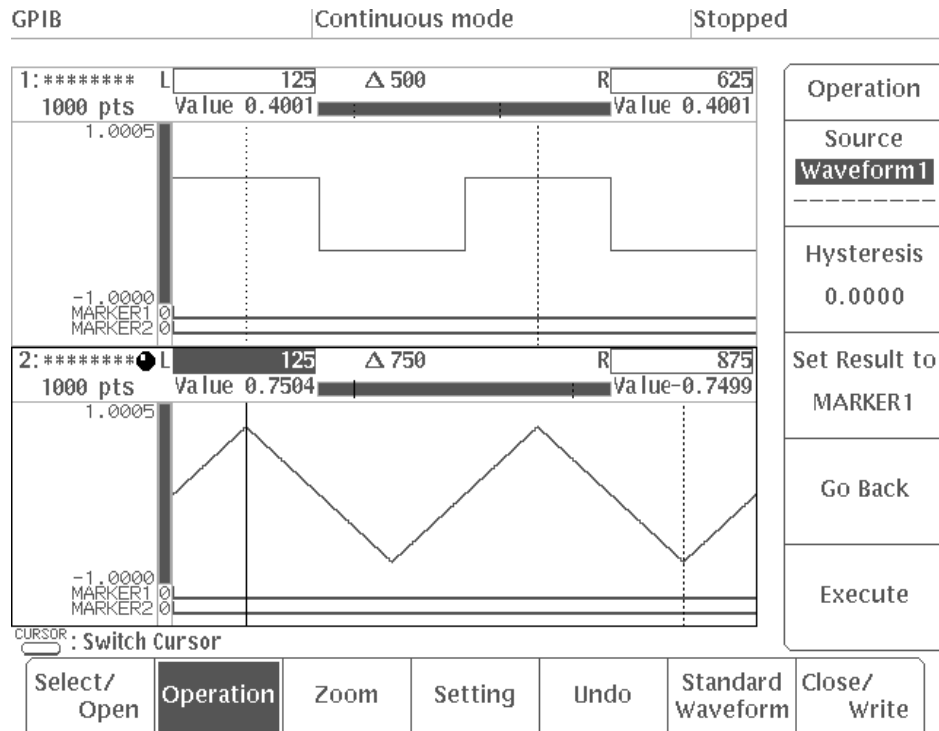 GPIB Continuous mode Stopped
1: ******** L 125 Δ 500 R 625
1000 pts Value 0.4001 Value 0.4001
1.0005
-1.0000
MARKER1 0
MARKER2 0
2: ******** L 125 Δ 750 R 875
1000 pts Value 0.7504 Value-0.7499
1.0005
-1.0000
MARKER1 0
MARKER2 0
CURSOR : Switch Cursor
Operation
Source
Waveform1
---------
Hysteresis
0.0000
Set Result to
MARKER1
Go Back
Execute
Select/
Open
Operation
Zoom
Setting
Undo
Standard
Waveform
Close/
Write